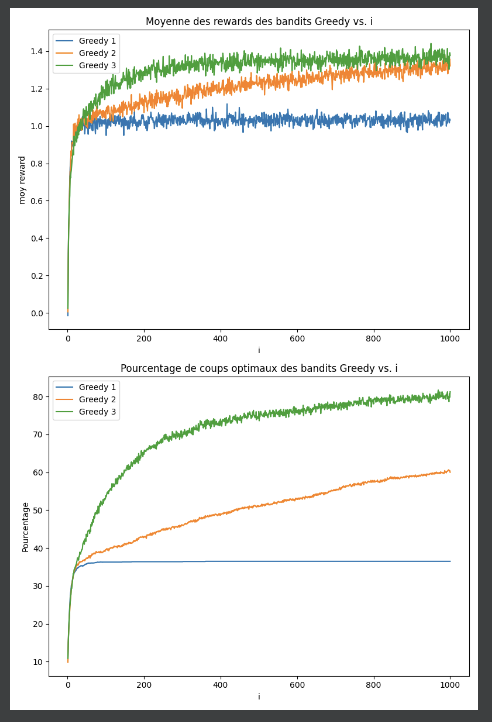 Moyenne des rewards des bandits Greedy vs. i
Greedy 1
Greedy 2
Greedy 3
1.4
1.2
1.0
0.8
0.6
0.4
0.2
0.0
moy reward
0 200 400 600 800 1000
i
Pourcentage de coups optimaux des bandits Greedy vs. i
Greedy 1
Greedy 2
Greedy 3
80
70
60
50
40
30
20
10
Pourcentage
0 200 400 600 800 1000
i